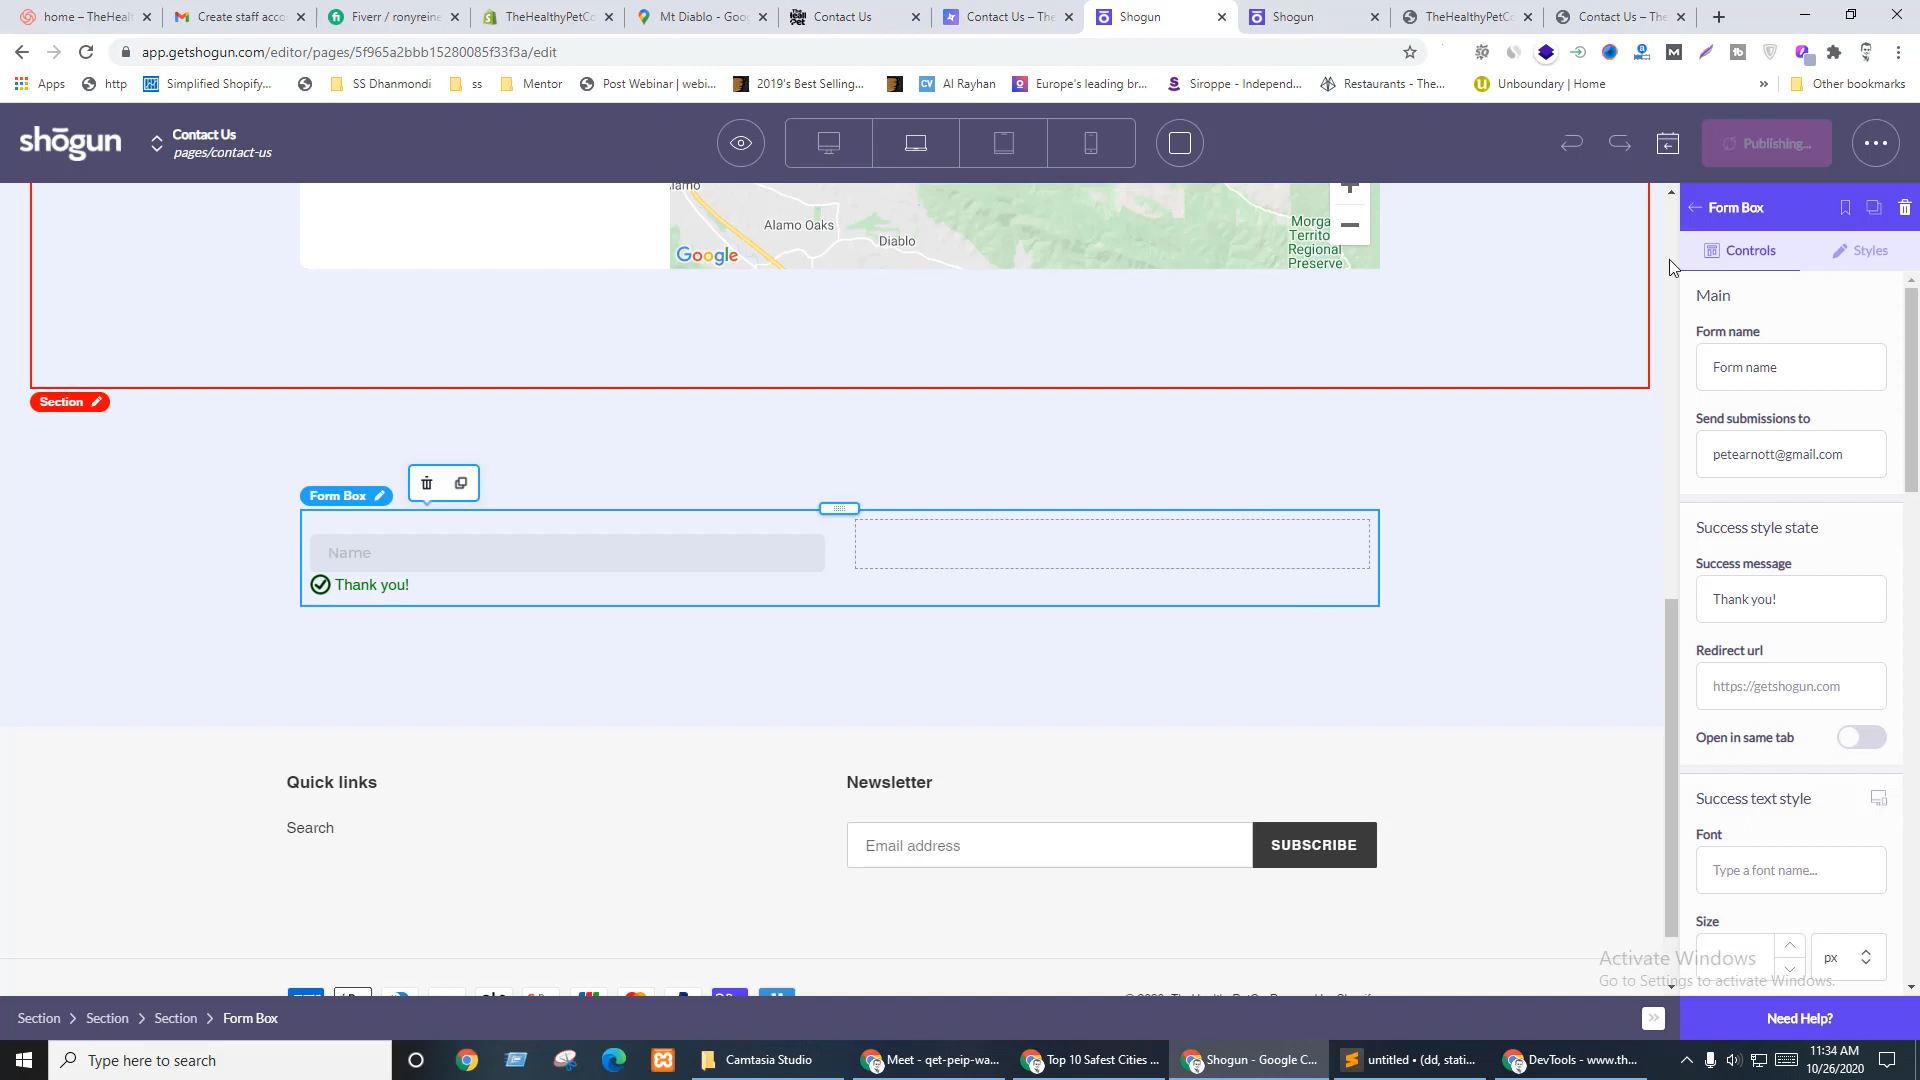 home – TheHealt
Create staff acco
Fiverr / ronyreine
TheHealthyPetCo
Mt Diablo - Goo
Contact Us
Contact Us – The
Shogun
Shogun
TheHealthyPetCo
Contact Us – The
app.getshogun.com/editor/pages/5f965a2bbb15280085f33f3a/edit
Apps
http
Simplified Shopify...
SS Dhanmondi
ss
Mentor
Post Webinar | webi...
2019's Best Selling...
Al Rayhan
Europe's leading br...
Siroppe - Independ...
Restaurants - The...
Unboundary | Home
Other bookmarks
shōgun
Contact Us
pages/contact-us
Publishing...
Alamo
Alamo Oaks
Diablo
Morga
Territo
Regional
Preserve
Google
Section
Form Box
Name
Thank you!
Quick links
Search
Newsletter
Email address
SUBSCRIBE
Form Box
Controls
Styles
Main
Form name
Form name
Send submissions to
petearnott@gmail.com
Success style state
Success message
Thank you!
Redirect url
https://getshogun.com
Open in same tab
Success text style
Font
Type a font name...
Size
px
Activate Windows
Go to Settings to activate Windows.
Section > Section > Section > Form Box
Need Help?
Type here to search
Camtasia Studio
Meet - qet-peip-wa...
Top 10 Safest Cities ...
Shogun - Google C...
untitled • (dd, stati...
DevTools - www.th...
11:34 AM
10/26/2020